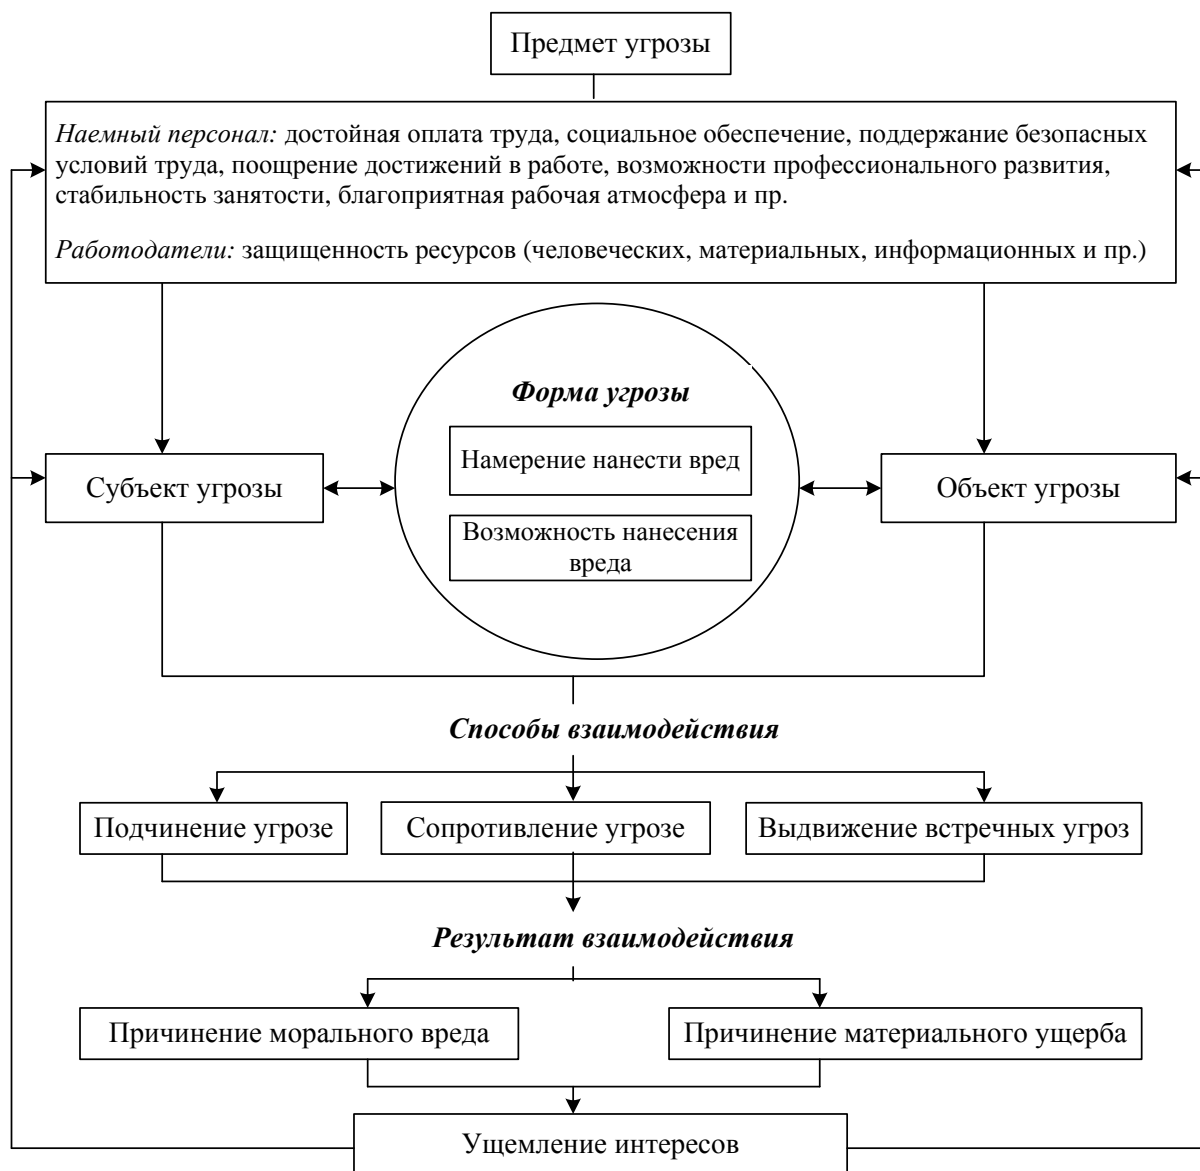 Предмет угрозы
Наемный персонал: достойная оплата труда, социальное обеспечение, поддержание безопасных
условий труда, поощрение достижений в работе, возможности профессионального развития,
стабильность занятости, благоприятная рабочая атмосфера и пр.
Работодатели: защищенность ресурсов (человеческих, материальных, информационных и пр.)
Форма угрозы
Намерение нанести вред
Субъект угрозы
Объект угрозы
Возможность нанесения
вреда
Способы взаимодействия
Подчинение угрозе
Сопротивление угрозе
Выдвижение встречных угроз
Результат взаимодействия
Причинение морального вреда
Причинение материального ущерба
Ущемление интересов